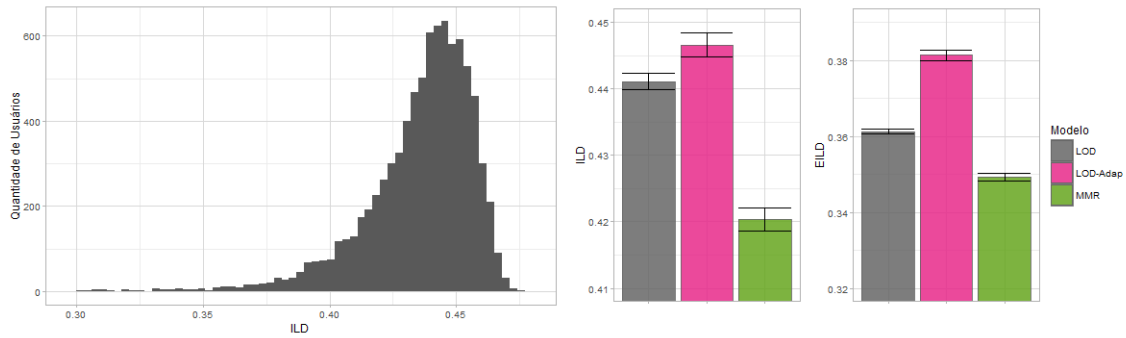 600
400
200
0
Quantidade de Usuários
0.30
0.35
0.40
0.45
ILD
0.45
0.44
0.43
0.42
0.41
ILD
0.38
0.36
0.34
0.32
EILD
Modelo
LOD
LOD-Adap
MMR